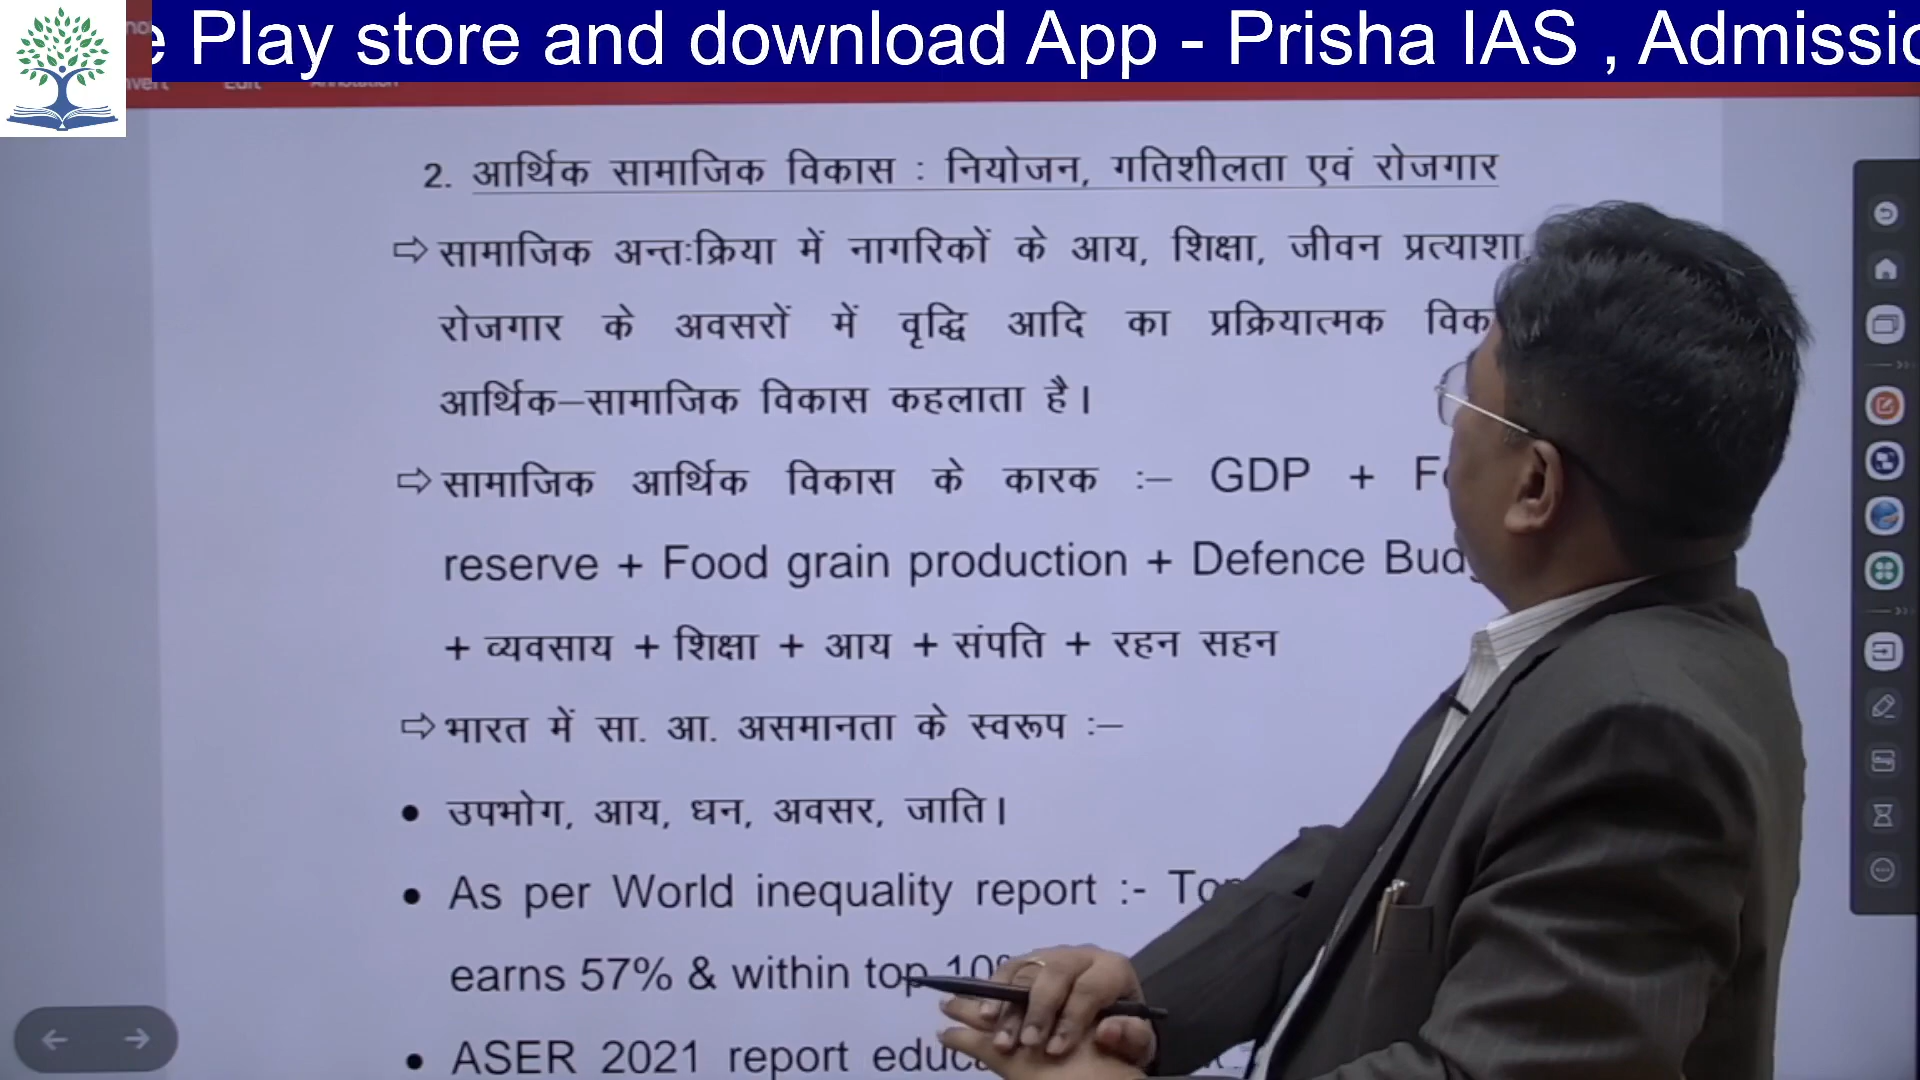 Play store and download App - Prisha IAS ,
Edit Annotation
2. आर्थिक सामाजिक विकास : नियोजन, गतिशीलता एवं रोजगार
⇨ सामाजिक अन्तःक्रिया में नागरिकों के आय, शिक्षा, जीवन प्रत्याशा,
रोजगार के अवसरों में वृद्धि आदि का प्रक्रियात्मक
आर्थिक–सामाजिक विकास कहलाता है।
⇨ सामाजिक आर्थिक विकास के कारक :– GDP +
reserve + Food grain production + Defence
+ व्यवसाय + शिक्षा + आय + संपति + रहन सहन
⇨ भारत में सा. आ. असमानता के स्वरूप :–
• उपभोग, आय, धन, अवसर, जाति।
• As per World inequality report :-
earns 57% & within top
• ASER 2021 report